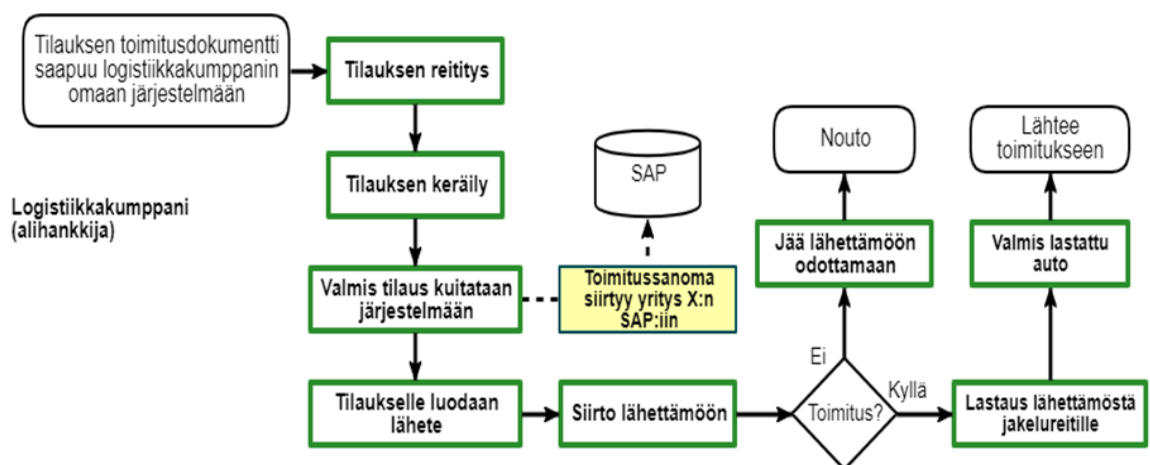 Tilauksen toimitusdokumentti
saapuu logistiikkakumppanin
omaan järjestelmään
Tilauksen reititys
Tilauksen keräily
Logistiikkakumppani
(alihankkija)
Valmis tilaus kuitataan
järjestelmään
SAP
Toimitussanoma
siirtyy yritys X:n
SAP:iin
Tilaukselle luodaan
lähete
Siirto lähettämöön
Toimitus?
Ei
Kyllä
Jää lähettämöön
odottamaan
Nouto
Lastaus lähettämöstä
jakelureitille
Valmis lastattu
auto
Lähtee
toimitukseen